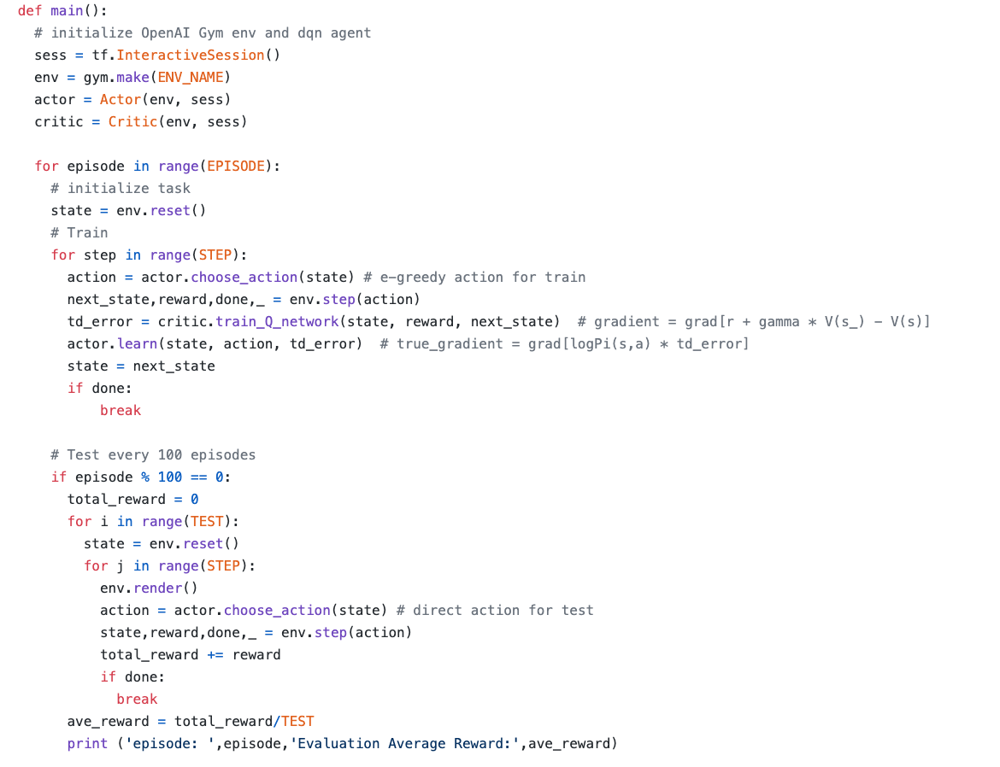 def main():
  # initialize OpenAI Gym env and dqn agent
  sess = tf.InteractiveSession()
  env = gym.make(ENV_NAME)
  actor = Actor(env, sess)
  critic = Critic(env, sess)

  for episode in range(EPISODE):
    # initialize task
    state = env.reset()
    # Train
    for step in range(STEP):
      action = actor.choose_action(state) # e-greedy action for train
      next_state,reward,done,_ = env.step(action)
      td_error = critic.train_Q_network(state, reward, next_state)  # gradient = grad[r + gamma * V(s_) - V(s)]
      actor.learn(state, action, td_error)  # true_gradient = grad[logPi(s,a) * td_error]
      state = next_state
      if done:
          break

    # Test every 100 episodes
    if episode % 100 == 0:
      total_reward = 0
      for i in range(TEST):
        state = env.reset()
        for j in range(STEP):
          env.render()
          action = actor.choose_action(state) # direct action for test
          state,reward,done,_ = env.step(action)
          total_reward += reward
          if done:
            break
      ave_reward = total_reward/TEST
      print ('episode: ',episode,'Evaluation Average Reward:',ave_reward)